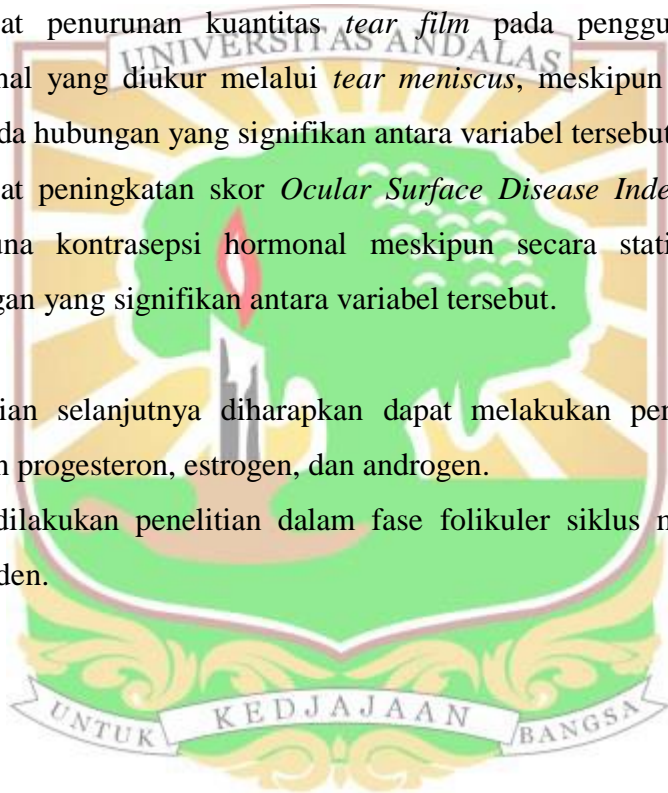 at penurunan kuantitas tear film pada penggu
UNIVERSITAS ANDALAS
nal yang diukur melalui tear meniscus, meskipun
da hubungan yang signifikan antara variabel tersebut
at peningkatan skor Ocular Surface Disease Inde
una kontrasepsi hormonal meskipun secara stati
gan yang signifikan antara variabel tersebut.
ian selanjutnya diharapkan dapat melakukan per
n progesteron, estrogen, dan androgen.
dilakukan penelitian dalam fase folikuler siklus n
den.
UNTUK KEDJAJAAN BANGSA